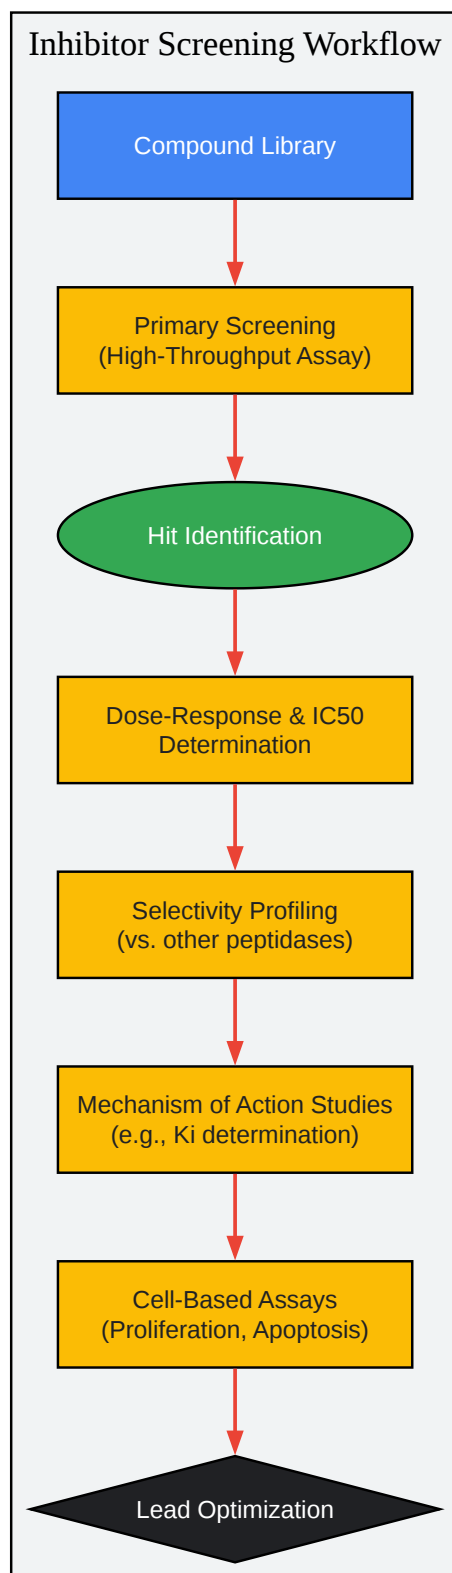 Inhibitor Screening Workflow
Compound Library
Primary Screening
(High-Throughput Assay)
Hit Identification
Dose-Response & IC50
Determination
Selectivity Profiling
(vs. other peptidases)
Mechanism of Action Studies
(e.g., Ki determination)
Cell-Based Assays
(Proliferation, Apoptosis)
Lead Optimization